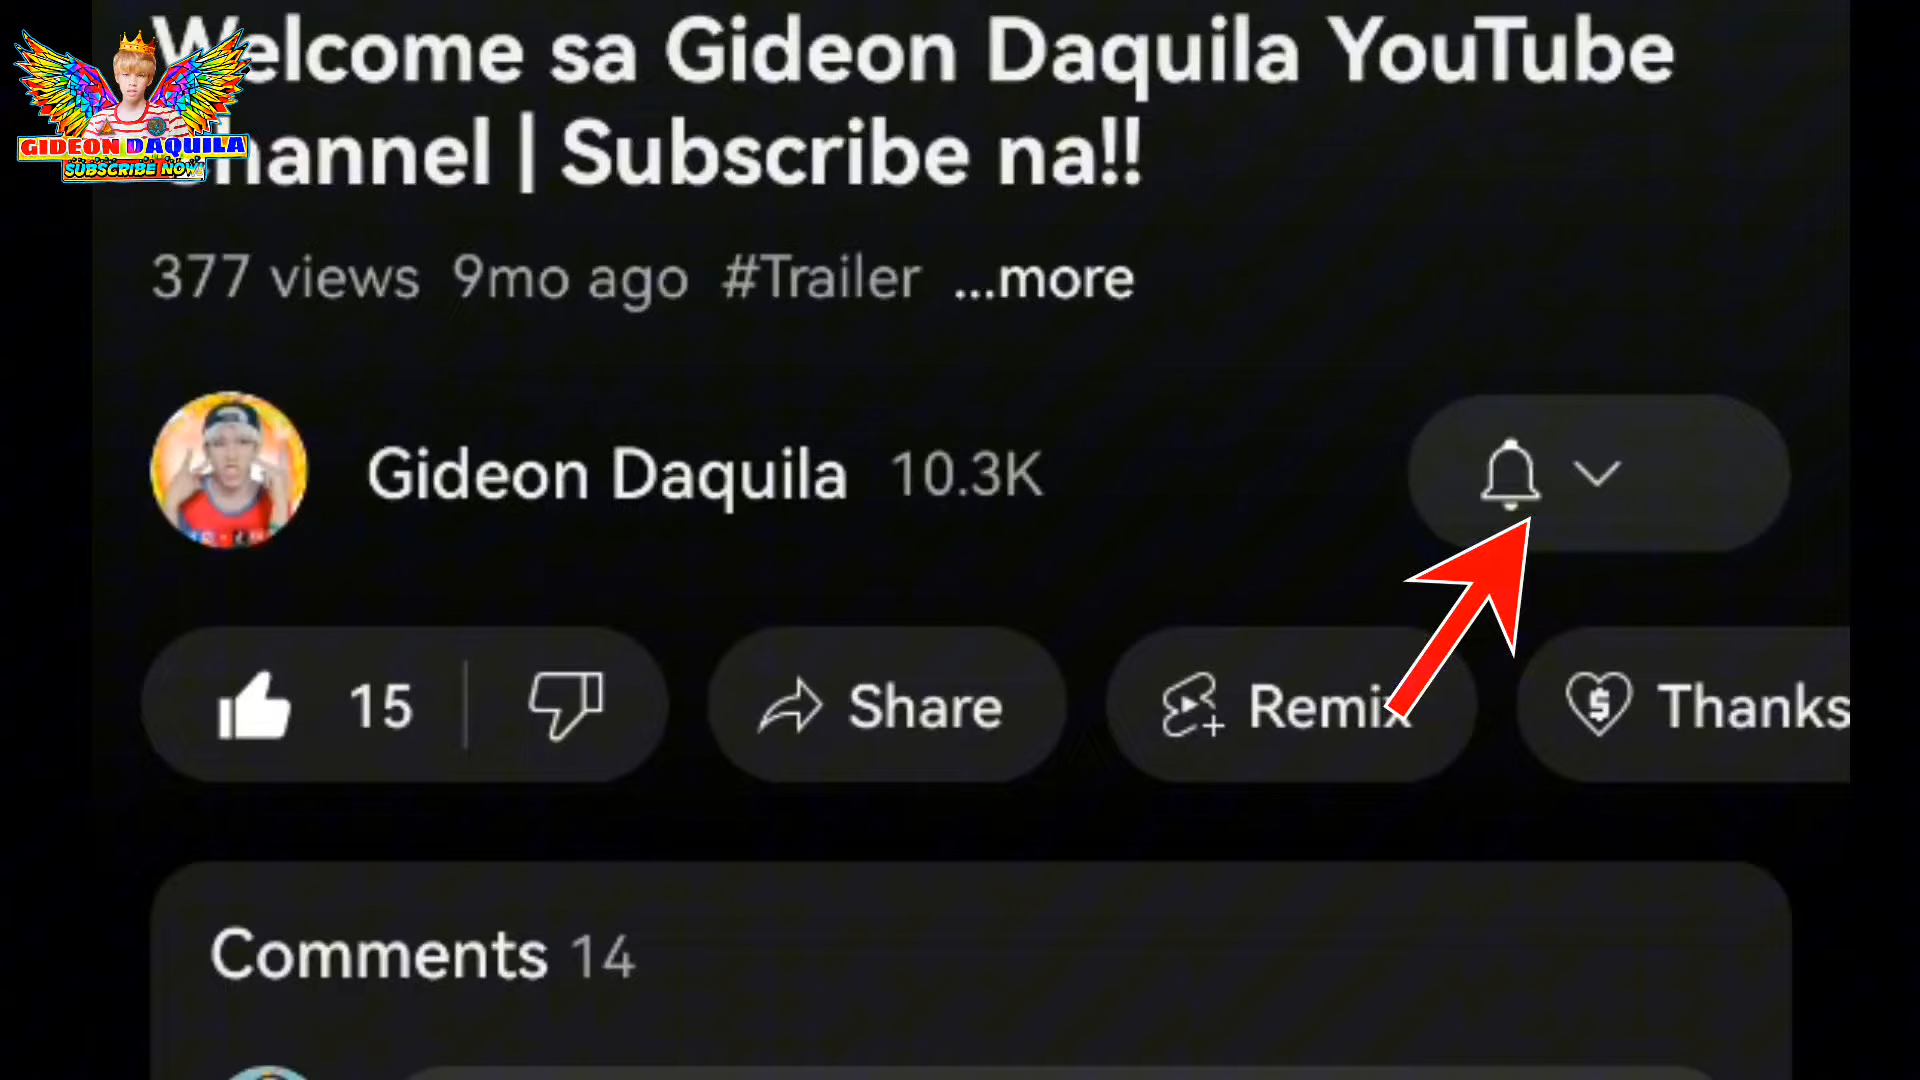 Welcome sa Gideon Daquila YouTube
Channel | Subscribe na!!
GIDEON DAQUILA
SUBSCRIBE NOW
377 views 9mo ago #Trailer ...more
Gideon Daquila 10.3K
15
Share
Remix
Thanks
Comments 14